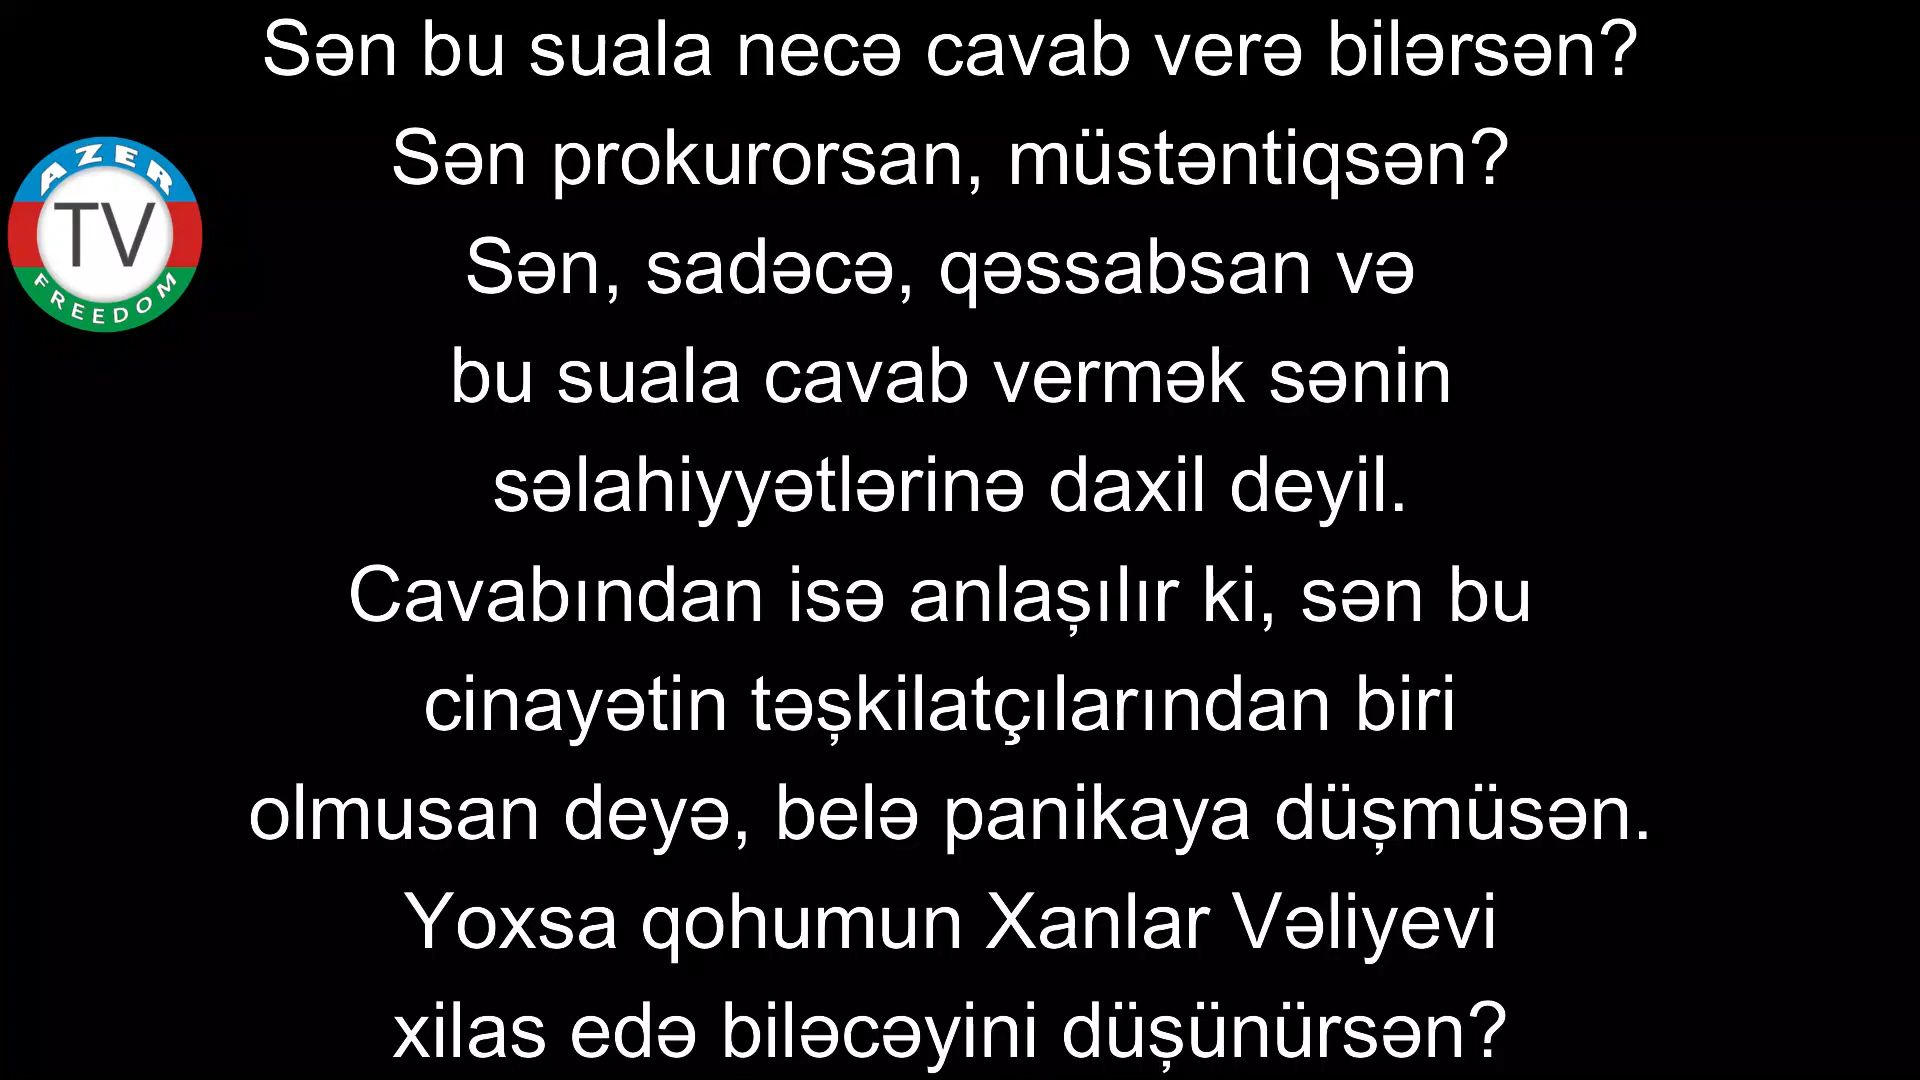 Sən bu suala necə cavab verə bilərsən?
Sən prokurorsan, müstəntiqsən?
AZER
TV
FREEDOM
Sən, sadəcə, qəssabsan və
bu suala cavab vermək sənin
səlahiyyətlərinə daxil deyil.
Cavabından isə anlaşılır ki, sən bu
cinayətin təşkilatçılarından biri
olmusan deyə, belə panikaya düşmüsən.
Yoxsa qohumun Xanlar Vəliyevi
xilas edə biləcəyini düşünürsən?